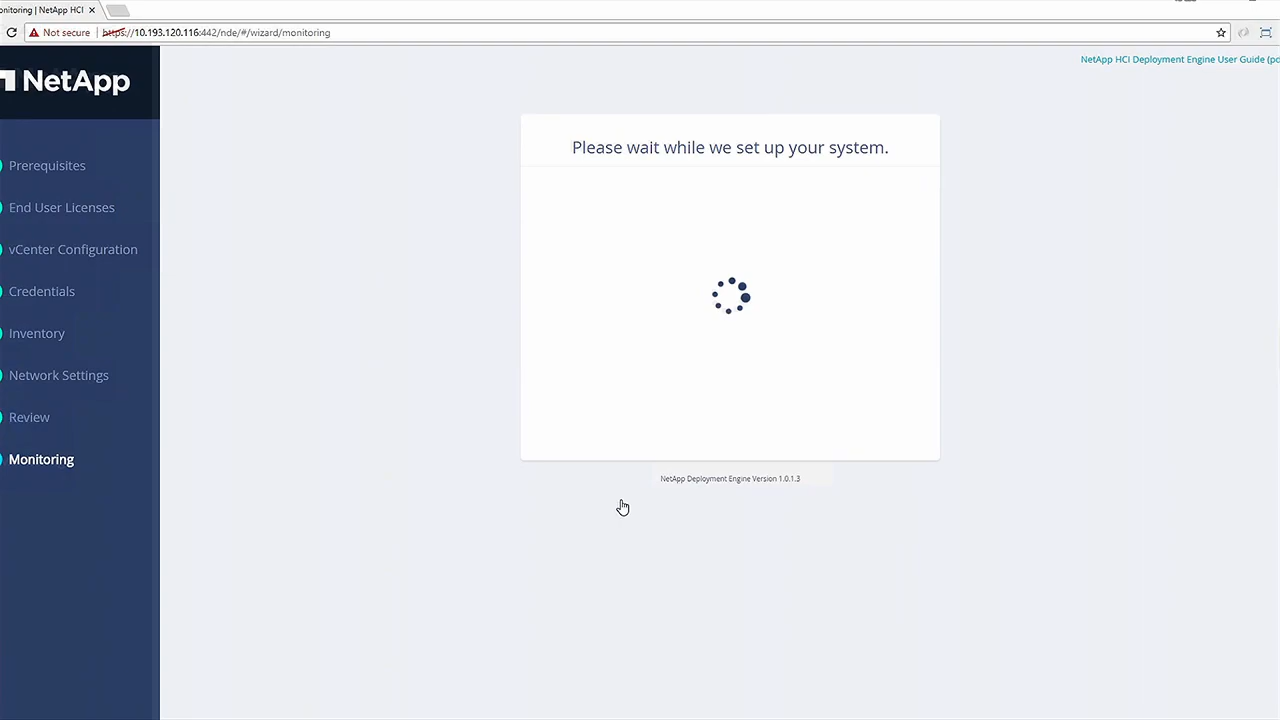 onitoring | NetApp HCI
Not secure
https://10.193.120.116:442/nde/#/wizard/monitoring
NetApp HCI Deployment Engine User Guide (po
NetApp
Prerequisites
End User Licenses
vCenter Configuration
Credentials
Inventory
Network Settings
Review
Monitoring
Please wait while we set up your system.
NetApp Deployment Engine Version 1.0.1.3